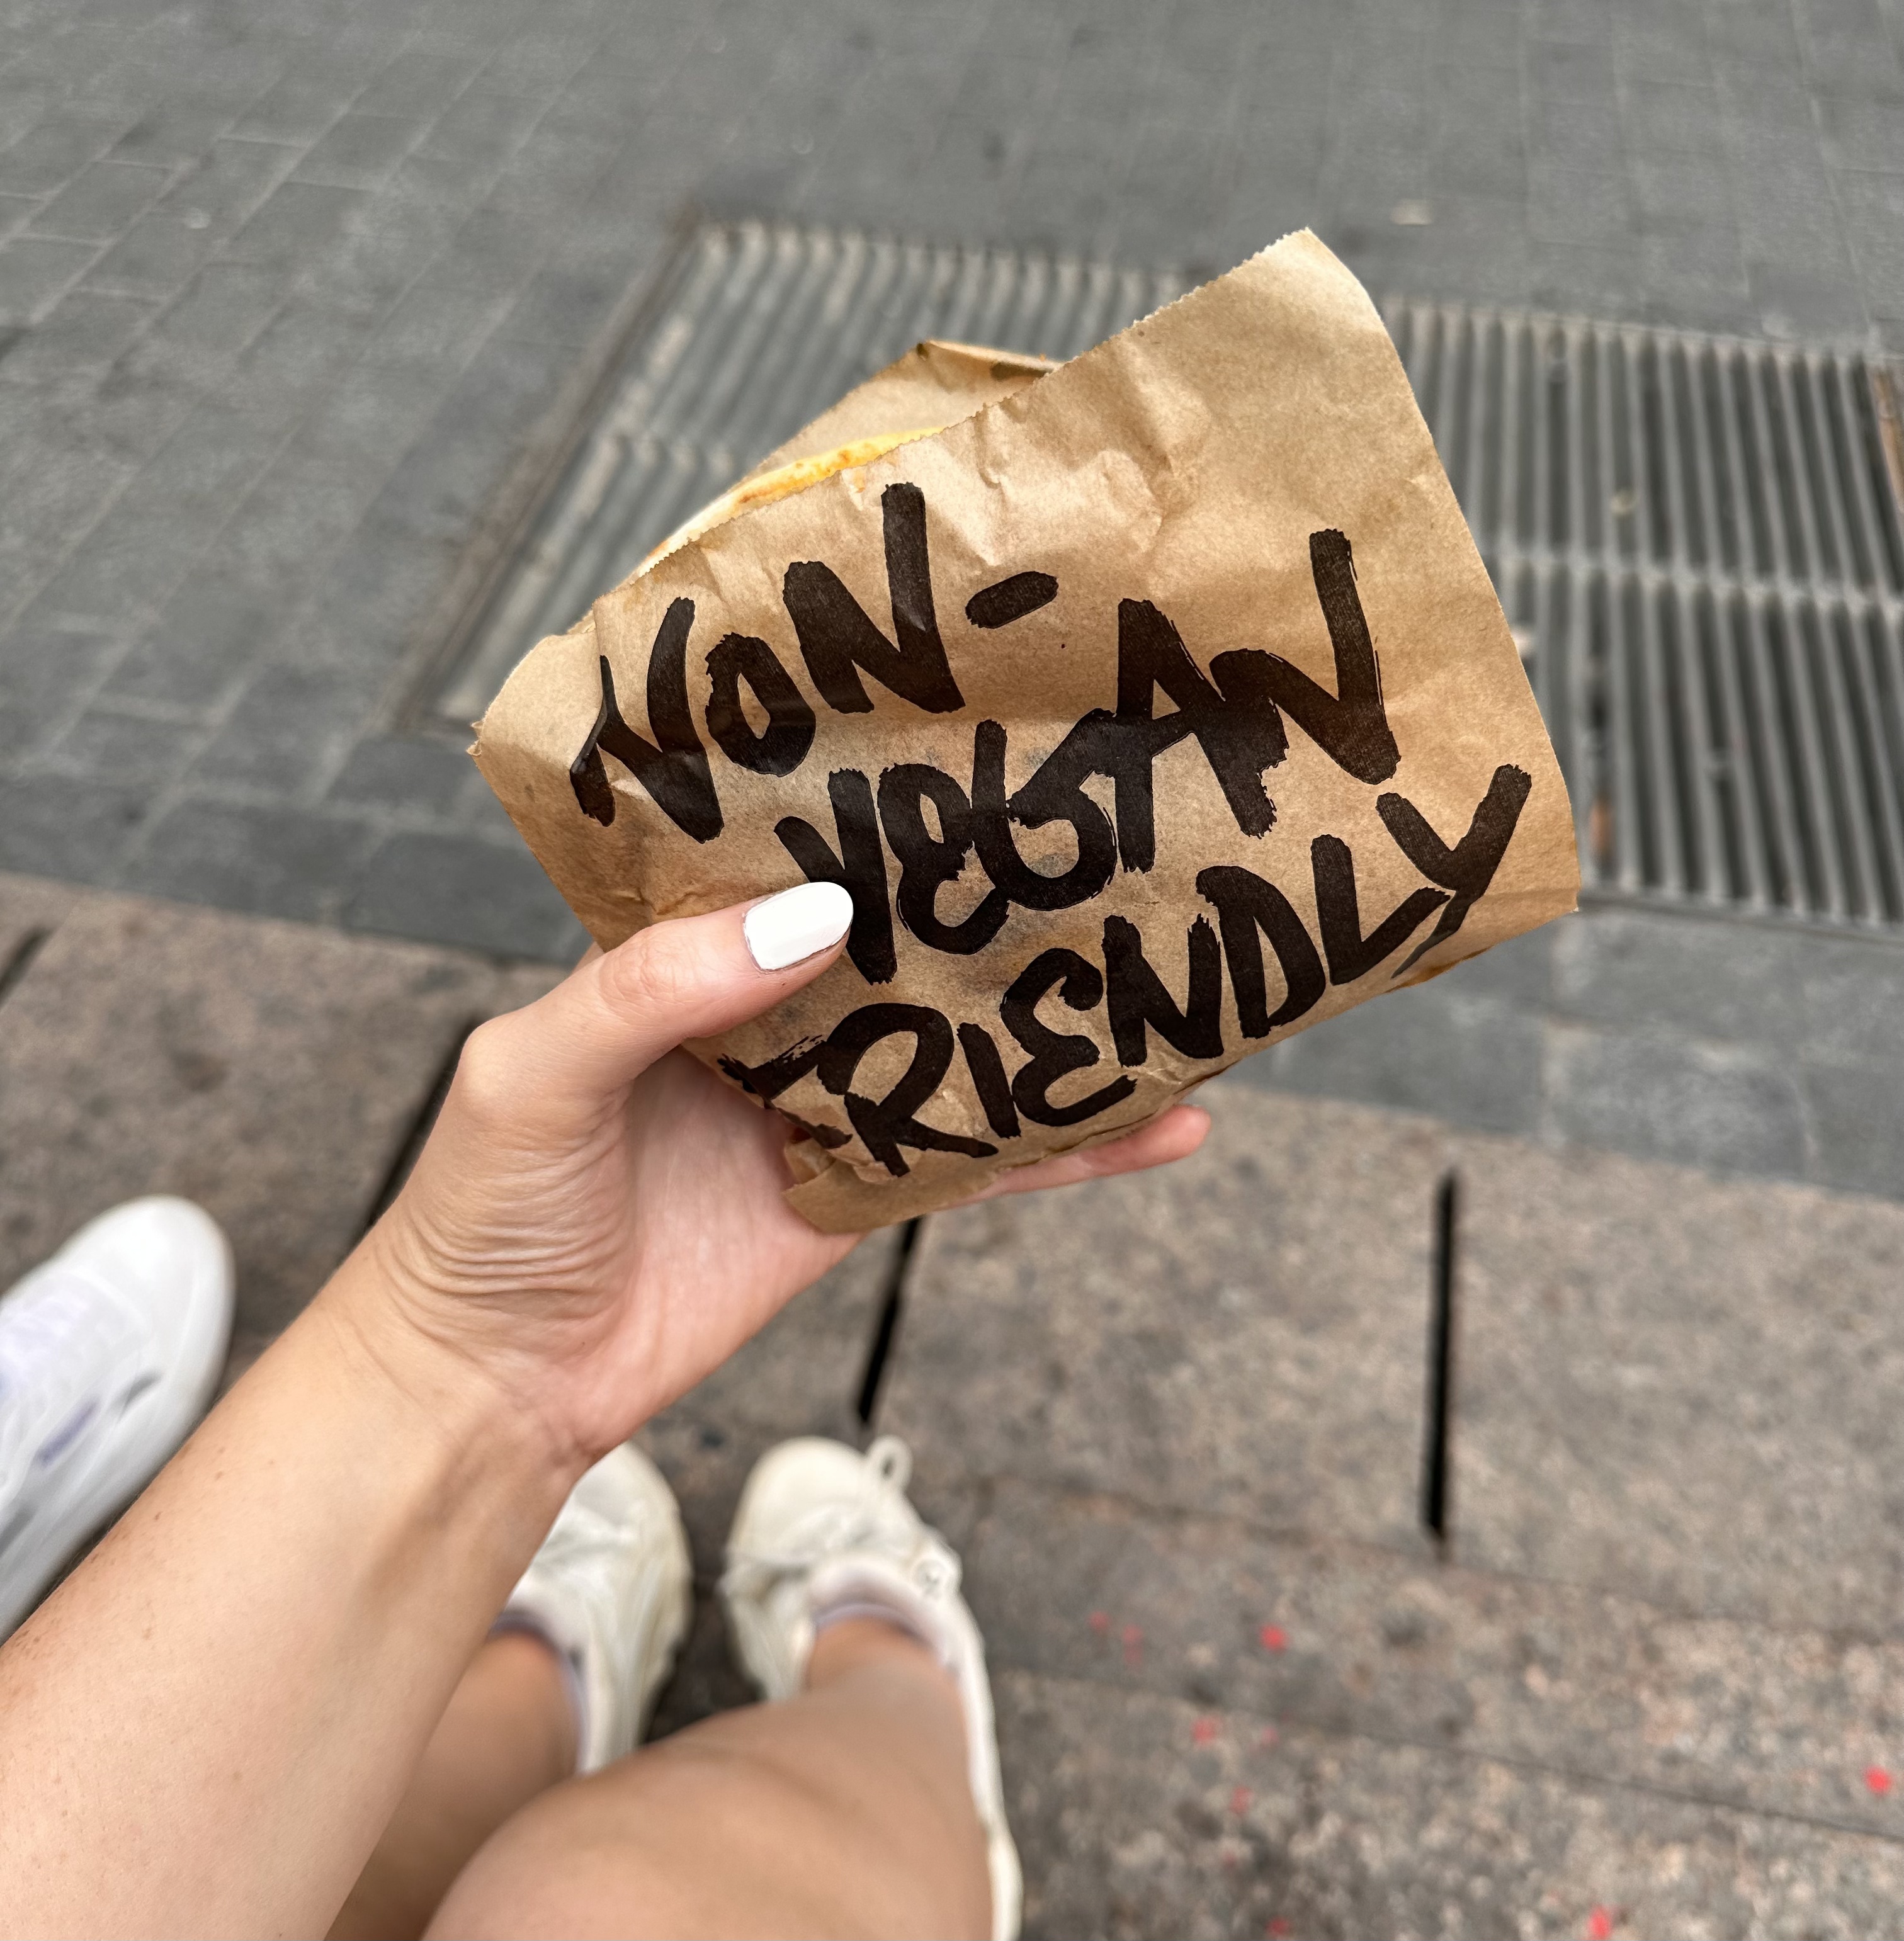 NON-
VEGAN
FRIENDLY